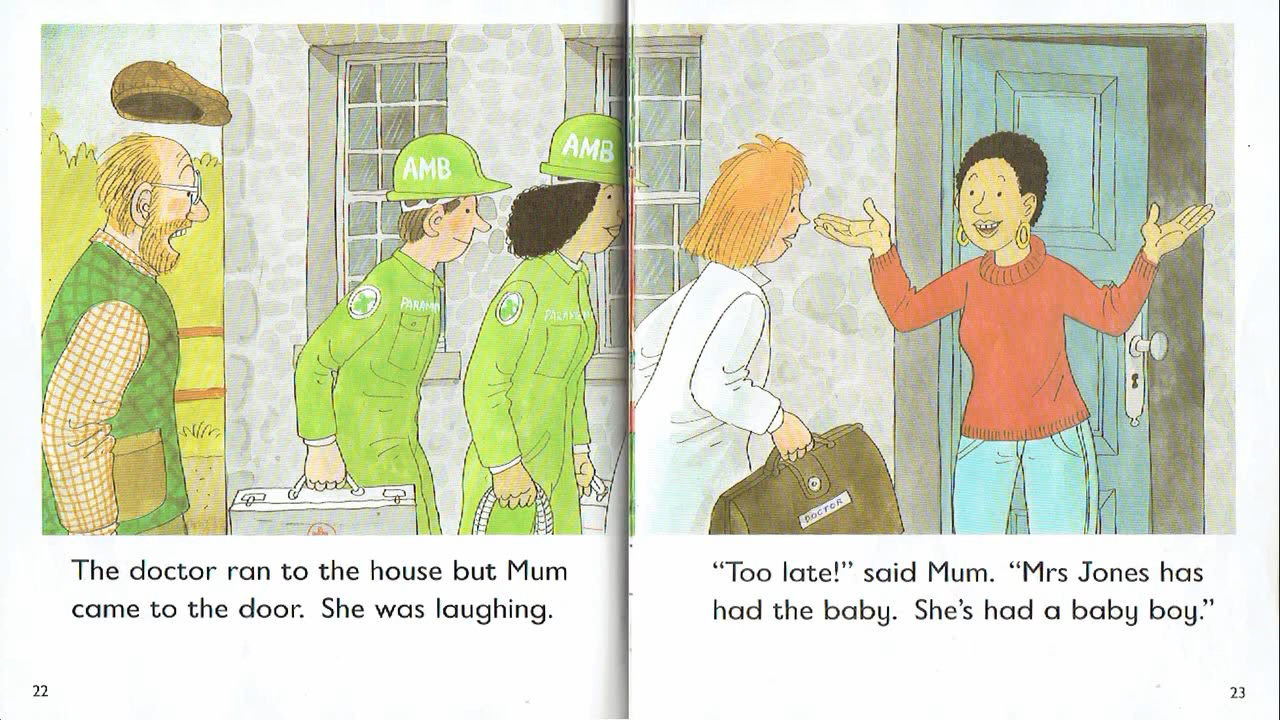 AMB
AMB
PARAM
DOCTOR
The doctor ran to the house but Mum
came to the door. She was laughing.
22
“Too late!” said Mum. “Mrs Jones has
had the baby. She’s had a baby boy.”
23